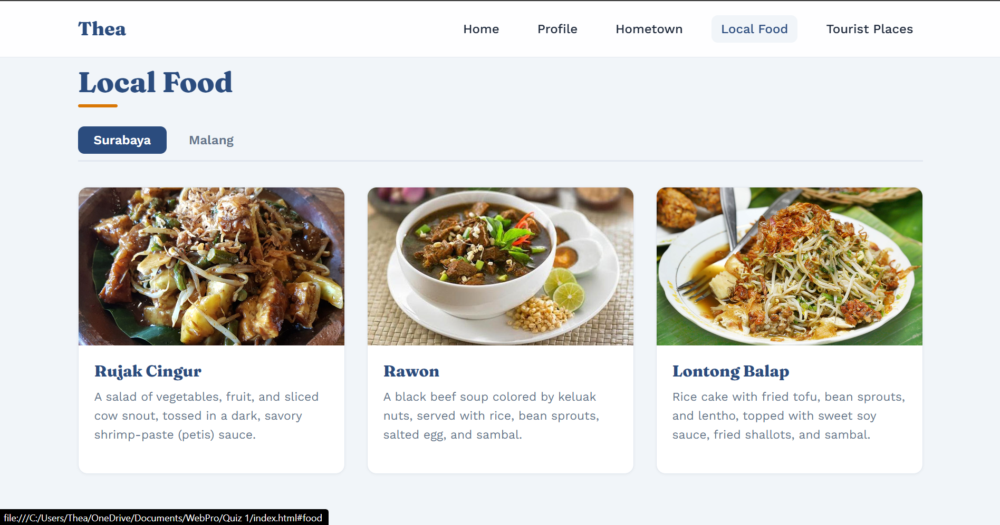 Thea
Home
Profile
Hometown
Local Food
Tourist Places
Local Food
Surabaya
Malang
Rujak Cingur
A salad of vegetables, fruit, and sliced
cow snout, tossed in a dark, savory
shrimp-paste (petis) sauce.
Rawon
A black beef soup colored by keluak
nuts, served with rice, bean sprouts,
salted egg, and sambal.
Lontong Balap
Rice cake with fried tofu, bean sprouts,
and lentho, topped with sweet soy
sauce, fried shallots, and sambal.
file:///C:/Users/Thea/OneDrive/Documents/WebPro/Quiz 1/index.html#food